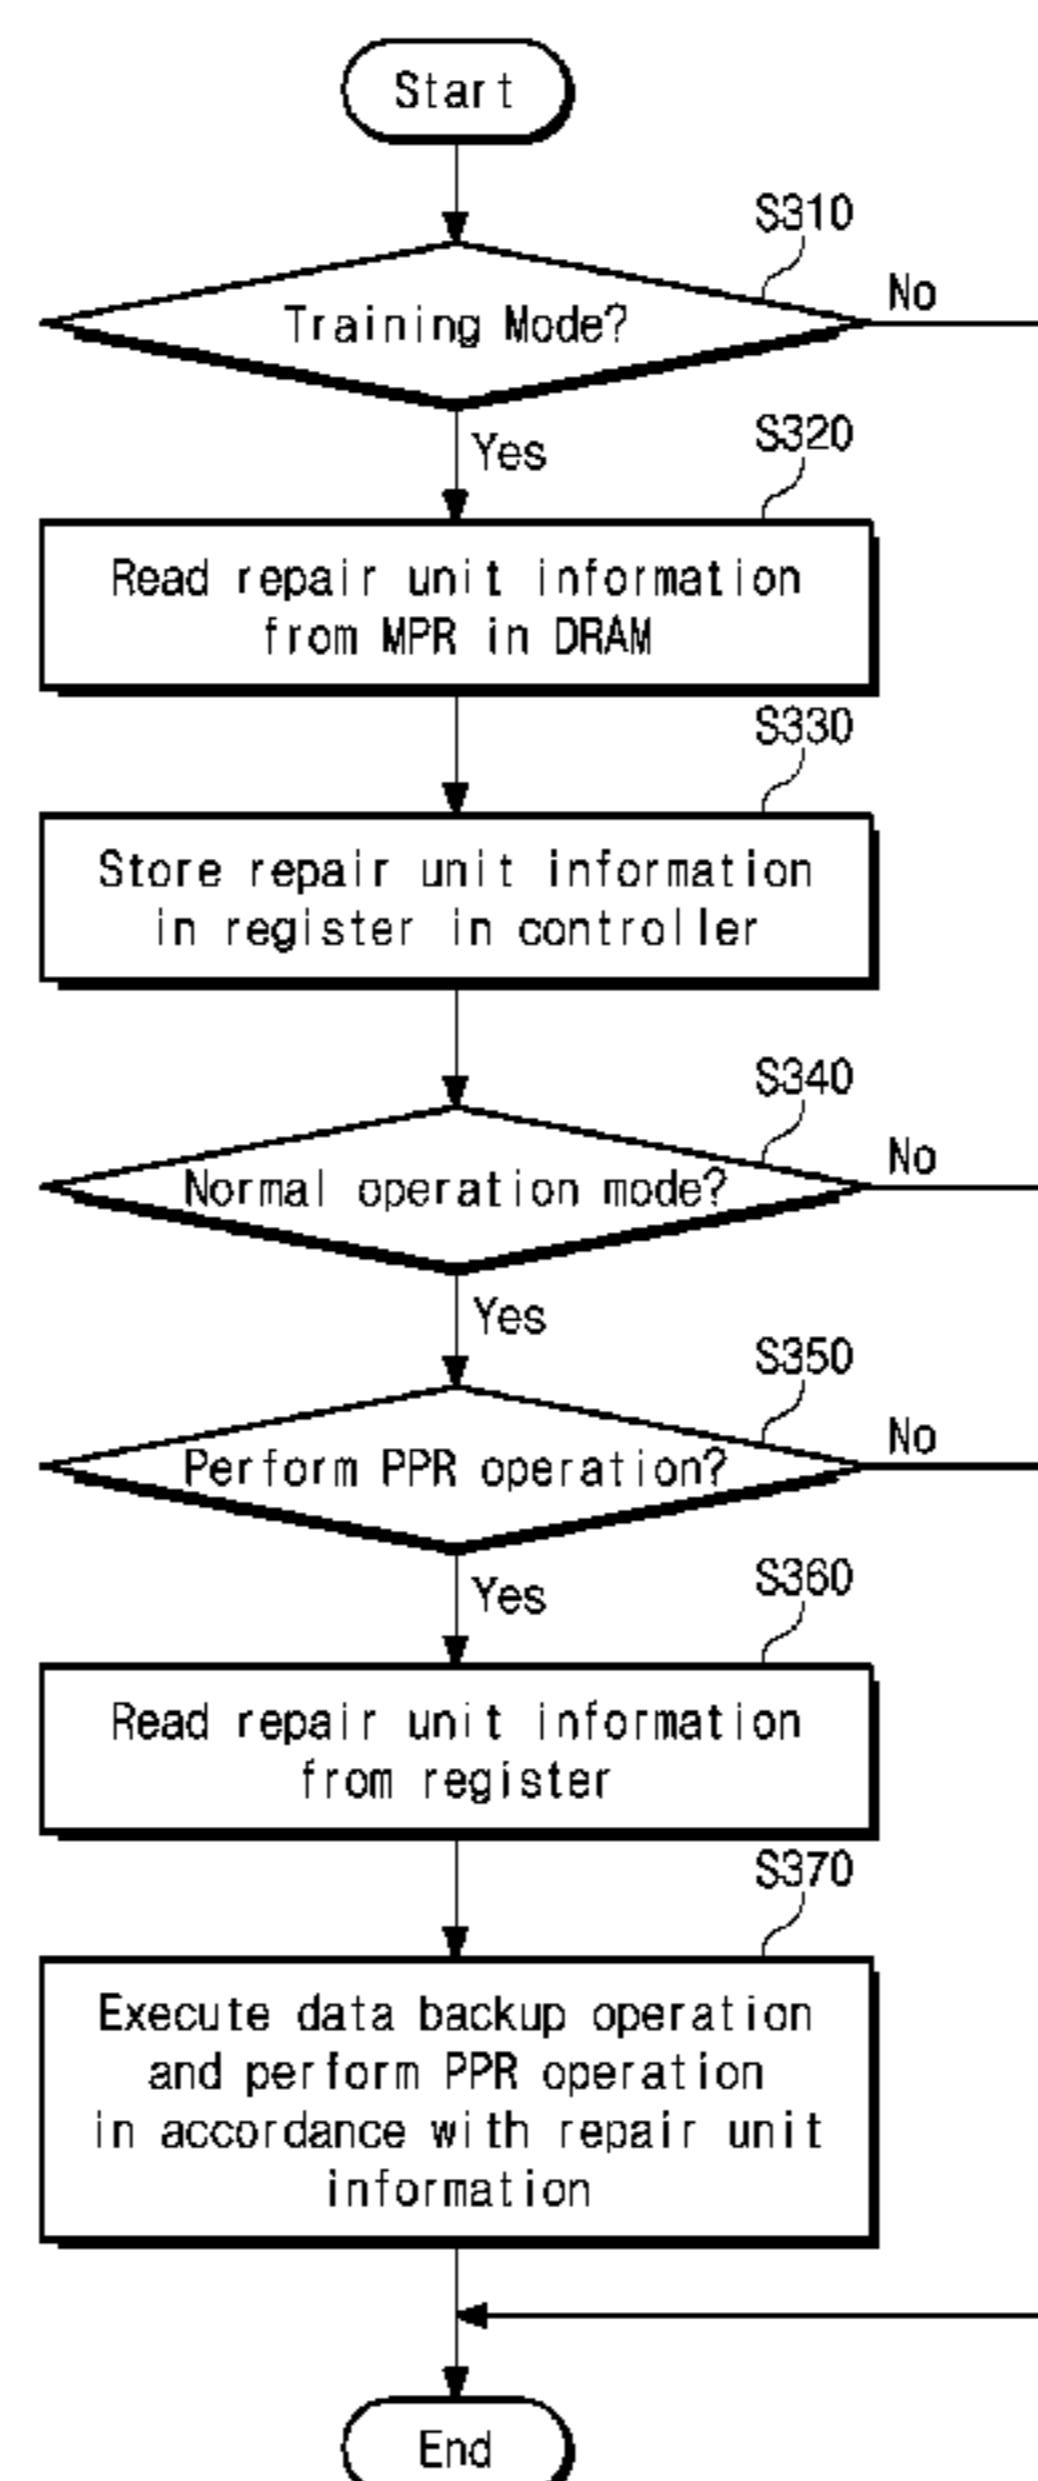 Start
S310
Training Mode?
No
Yes
S320
Read repair unit information
from MPR in DRAM
S330
Store repair unit information
in register in controller
S340
Normal operation mode?
No
Yes
S350
Perform PPR operation?
No
Yes
S360
Read repair unit information
from register
S370
Execute data backup operation
and perform PPR operation
in accordance with repair unit
information
End